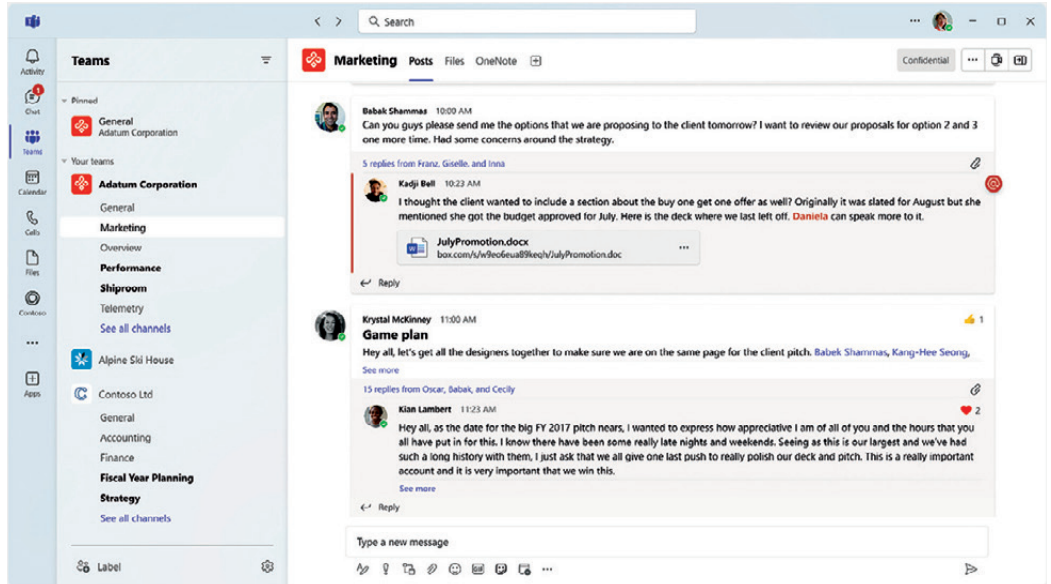 Search
Activity
Chat
1
Teams
Calendar
Calls
Files
Contoso
Apps
Teams
Pinned
General
Adatum Corporation
Your teams
Adatum Corporation
General
Marketing
Overview
Performance
Shiproom
Telemetry
See all channels
Alpine Ski House
Contoso Ltd
General
Accounting
Finance
Fiscal Year Planning
Strategy
See all channels
Label
Marketing Posts Files OneNote
Confidential
Babak Shammas 10:00 AM
Can you guys please send me the options that we are proposing to the client tomorrow? I want to review our proposals for option 2 and 3
one more time. Had some concerns around the strategy.
5 replies from Franz, Giselle, and Inna
Kadji Bell 10:23 AM
I thought the client wanted to include a section about the buy one get one offer as well? Originally it was slated for August but she
mentioned she got the budget approved for July. Here is the deck where we last left off. Daniela can speak more to it.
JulyPromotion.docx
box.com/s/w9eo6eua89keqh/JulyPromotion.doc
Reply
Krystal McKinney 11:00 AM
👍 1
Game plan
Hey all, let's get all the designers together to make sure we are on the same page for the client pitch. Babak Shammas, Kang-Hee Seong,
See more
15 replies from Oscar, Babak, and Cecily
Kian Lambert 11:23 AM
❤️ 2
Hey all, as the date for the big FY 2017 pitch nears, I wanted to express how appreciative I am of all of you and the hours that you
all have put in for this. I know there have been some really late nights and weekends. Seeing as this is our largest and we've had
such a long history with them, I just ask that we all give one last push to really polish our deck and pitch. This is a really important
account and it is very important that we win this.
See more
Reply
Type a new message